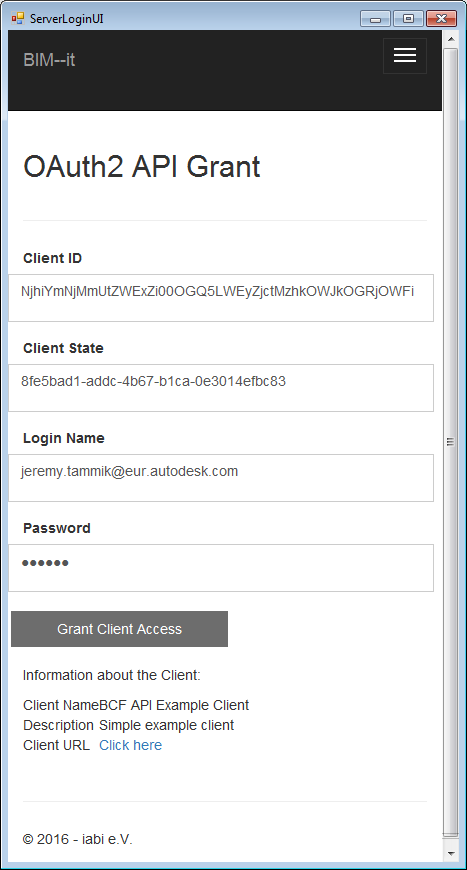 ServerLoginUI
BIM--it
OAuth2 API Grant
Client ID
NjhiYmNjMmUtZWExZi00OGQ5LWEyZjctMzhkOWJkOGRjOWFi
Client State
8fe5bad1-addc-4b67-b1ca-0e3014efbc83
Login Name
jeremy.tammik@eur.autodesk.com
Password
●●●●●●
Grant Client Access
Information about the Client:
Client NameBCF API Example Client
Description Simple example client
Client URL Click here
© 2016 - iabi e.V.